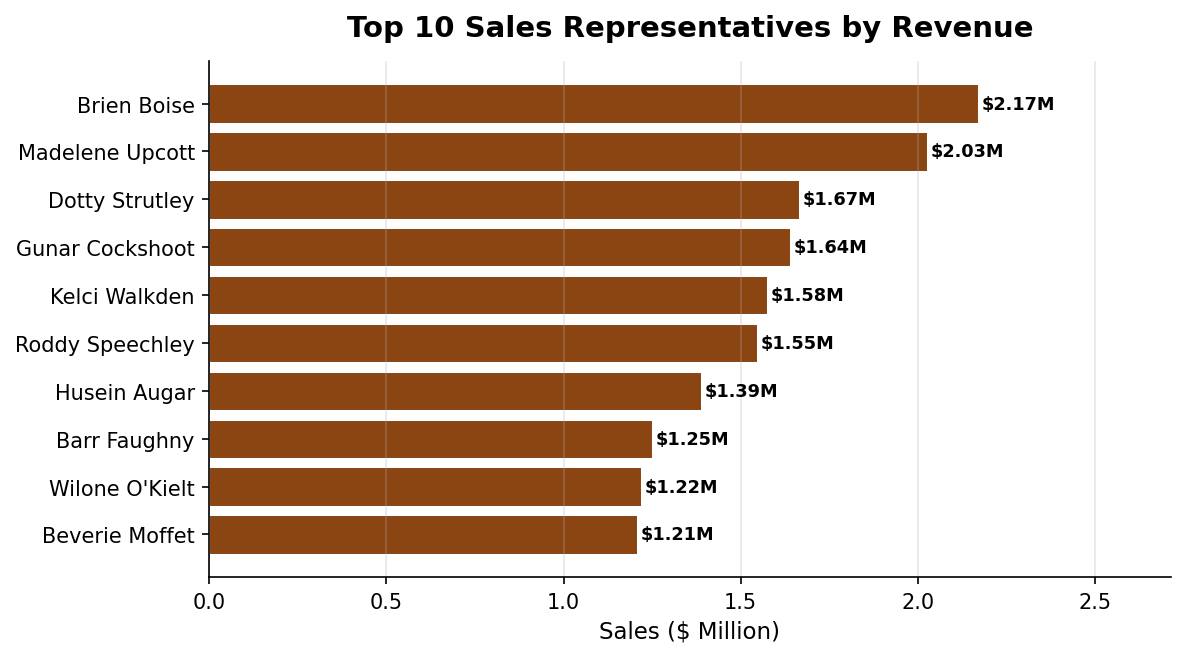 Top 10 Sales Representatives by Revenue
Brien Boise $2.17M
Madelene Upcott $2.03M
Dotty Strutley $1.67M
Gunar Cockshoot $1.64M
Kelci Walkden $1.58M
Roddy Speechley $1.55M
Husein Augar $1.39M
Barr Faughny $1.25M
Wilone O'Kielt $1.22M
Beverie Moffet $1.21M
0.0 0.5 1.0 1.5 2.0 2.5
Sales ($ Million)